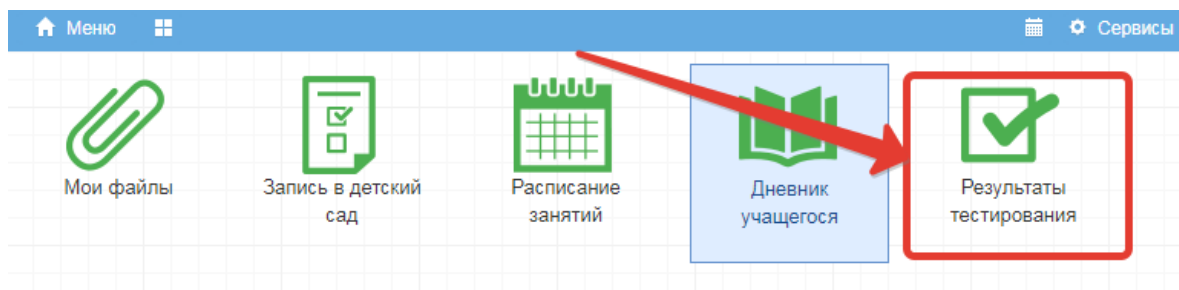 Меню
Сервисы
Мои файлы
Запись в детский
сад
Расписание
занятий
Дневник
учащегося
Результаты
тестирования